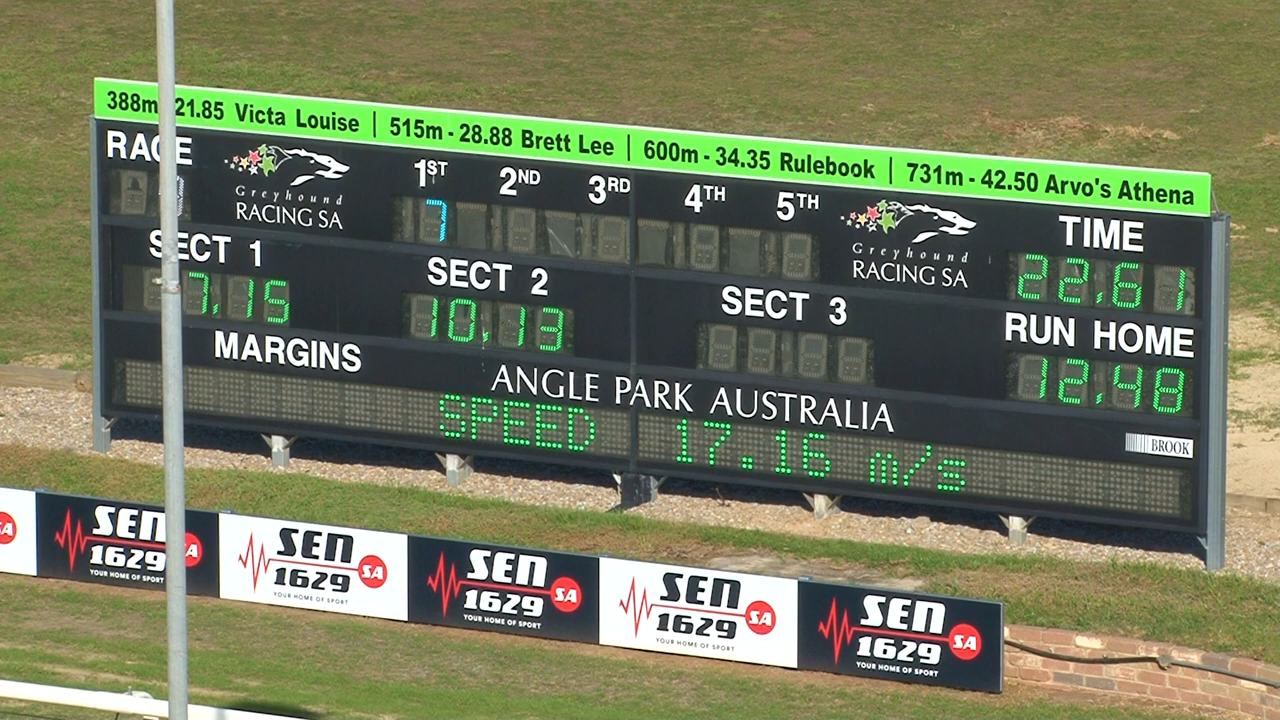 388m 21.85 Victa Louise | 515m - 28.88 Brett Lee | 600m - 34.35 Rulebook | 731m - 42.50 Arvo's Athena
RACE
Greyhound
RACING SA
1ST 2ND 3RD 4TH 5TH
7
Greyhound
RACING SA
TIME
22.61
SECT 1
7.15
SECT 2
10.13
SECT 3
RUN HOME
12.48
MARGINS
ANGLE PARK AUSTRALIA
SPEED 17.16 m/s
BROOK
SA
SEN
1629 SA
YOUR HOME OF SPORT
SEN
1629 SA
YOUR HOME OF SPORT
SEN
1629 SA
YOUR HOME OF SPORT
SEN
1629 SA
YOUR HOME OF SPORT
SEN
1629 SA
YOUR HOME OF SPORT